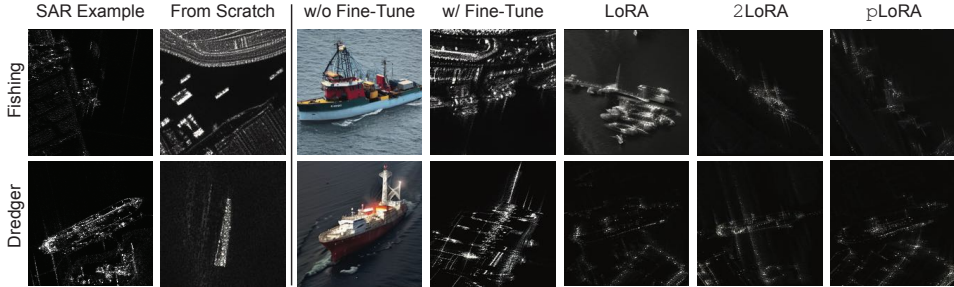 SAR Example From Scratch w/o Fine-Tune w/ Fine-Tune LoRA 2LoRA pLoRA
Fishing
Dredger